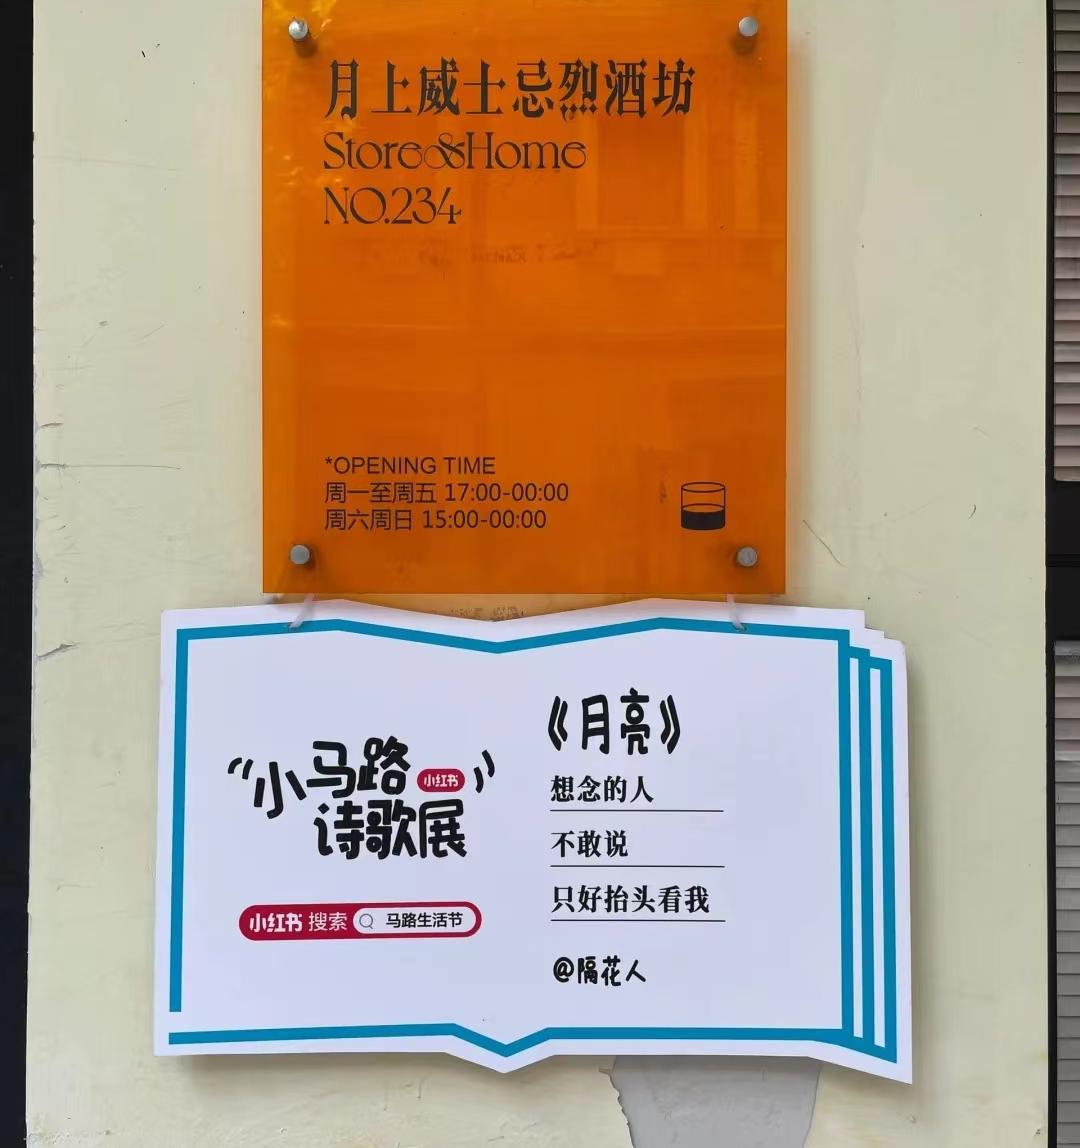 月上威士忌烈酒坊
Store&Home
NO.234
*OPENING TIME
周一至周五 17:00-00:00
周六周日 15:00-00:00
“小马路 小红书 ”
诗歌展
小红书 搜索 马路生活节
《月亮》
想念的人
不敢说
只好抬头看我
@隔花人